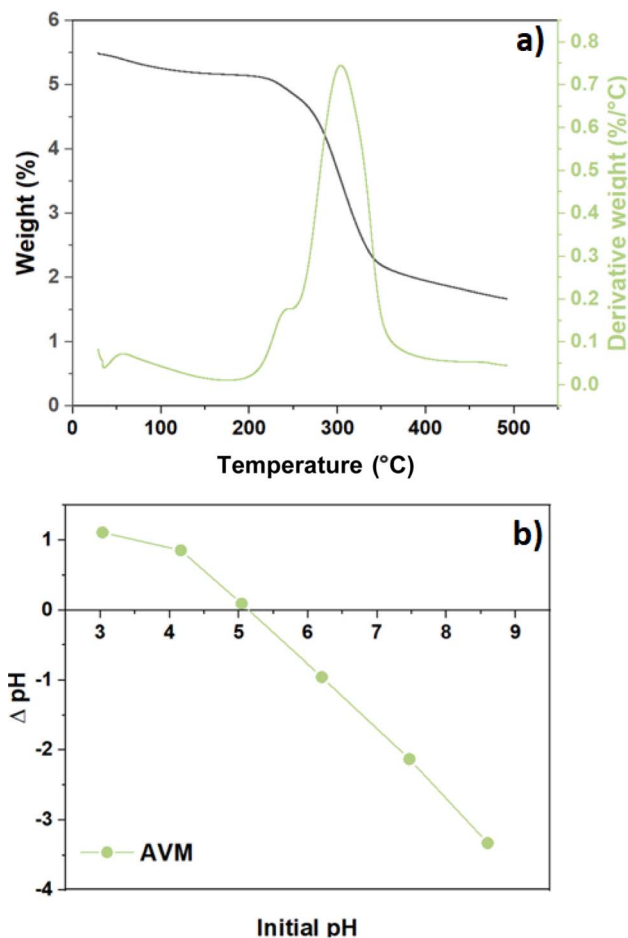 a)
Weight (%)
6
5
4
3
2
1
0
0.8
0.7
0.6
0.5
0.4
0.3
0.2
0.1
0.0
Derivative weight (%/°C)
0 100 200 300 400 500
Temperature (°C)
b)
Δ pH
1
0
-1
-2
-3
-4
3 4 5 6 7 8 9
AVM
Initial pH